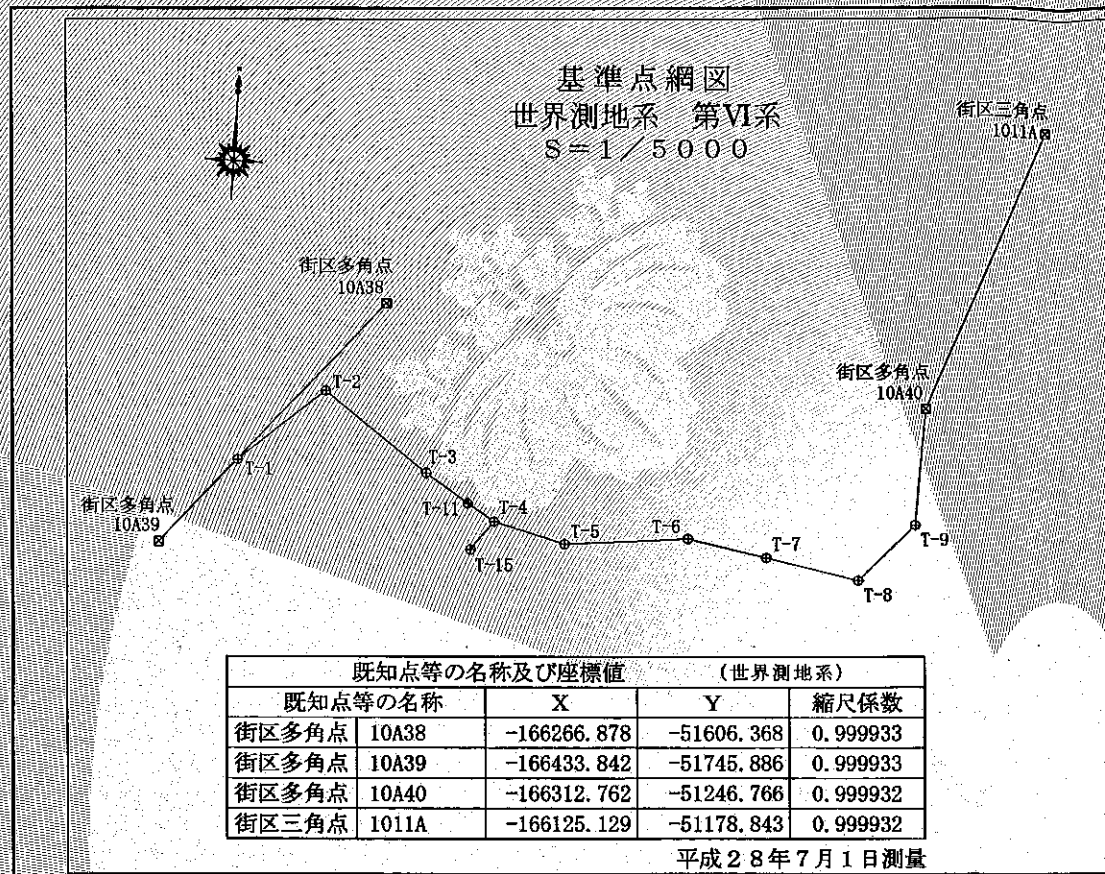 基準点網図
世界測地系　第Ⅵ系
S＝1／5000
街区三角点
1011A
街区多角点
10A38
T-2
街区多角点
10A40
T-1
T-3
街区多角点
10A39
T-11
T-4
T-5
T-6
T-9
T-15
T-7
T-8
既知点等の名称及び座標値　（世界測地系）
既知点等の名称 X Y 縮尺係数
街区多角点 10A38 -166266.878 -51606.368 0.999933
街区多角点 10A39 -166433.842 -51745.886 0.999933
街区多角点 10A40 -166312.762 -51246.766 0.999932
街区三角点 1011A -166125.129 -51178.843 0.999932
平成28年7月1日測量